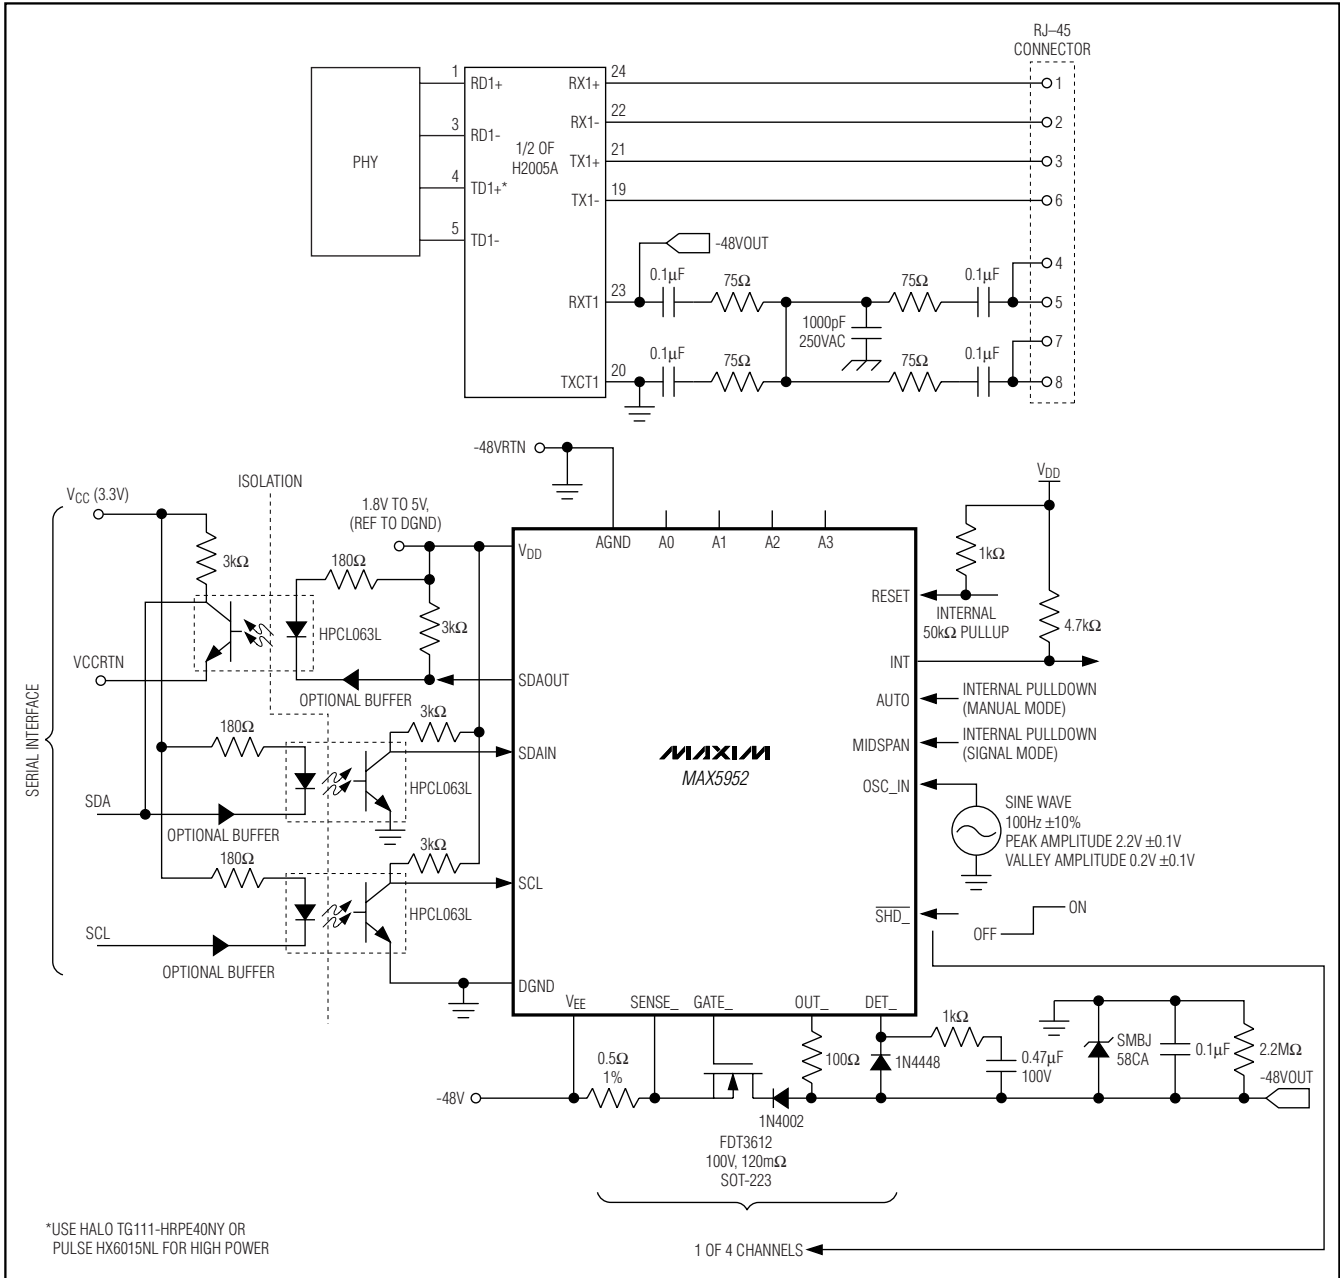 RJ–45
CONNECTOR
PHY
1
3
4
5
RD1+
RD1-
TD1+*
TD1-
1/2 OF
H2005A
RX1+
RX1-
TX1+
TX1-
RXT1
TXCT1
24
22
21
19
23
20
1
2
3
6
4
5
7
8
-48VOUT
0.1µF
75Ω
75Ω
0.1µF
1000pF
250VAC
0.1µF
75Ω
75Ω
0.1µF
-48VRTN
ISOLATION
VCC (3.3V)
1.8V TO 5V,
(REF TO DGND)
3kΩ
180Ω
3kΩ
HPCL063L
VCCRTN
OPTIONAL BUFFER
SERIAL INTERFACE
180Ω
3kΩ
HPCL063L
SDA
OPTIONAL BUFFER
180Ω
3kΩ
HPCL063L
SCL
OPTIONAL BUFFER
VDD
AGND
A0
A1
A2
A3
SDAOUT
SDAIN
SCL
DGND
MAXIM
MAX5952
RESET
INT
AUTO
MIDSPAN
OSC_IN
SHD_
VEE
SENSE_
GATE_
OUT_
DET_
VDD
1kΩ
INTERNAL
50kΩ PULLUP
4.7kΩ
INTERNAL PULLDOWN
(MANUAL MODE)
INTERNAL PULLDOWN
(SIGNAL MODE)
SINE WAVE
100Hz ±10%
PEAK AMPLITUDE 2.2V ±0.1V
VALLEY AMPLITUDE 0.2V ±0.1V
ON
OFF
-48V
0.5Ω
1%
FDT3612
100V, 120mΩ
SOT-223
1N4002
100Ω
1N4448
1kΩ
0.47µF
100V
SMBJ
58CA
0.1µF
2.2MΩ
-48VOUT
*USE HALO TG111-HRPE40NY OR
PULSE HX6015NL FOR HIGH POWER
1 OF 4 CHANNELS